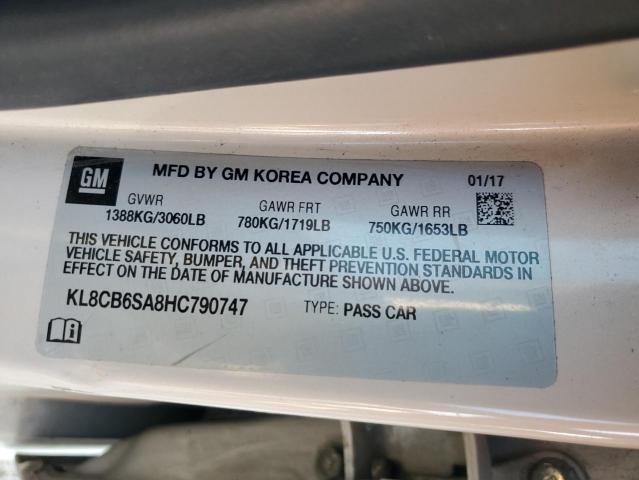 GM MFD BY GM KOREA COMPANY 01/17
GVWR GAWR FRT GAWR RR
1388KG/3060LB 780KG/1719LB 750KG/1653LB
THIS VEHICLE CONFORMS TO ALL APPLICABLE U.S. FEDERAL MOTOR
VEHICLE SAFETY, BUMPER, AND THEFT PREVENTION STANDARDS IN
EFFECT ON THE DATE OF MANUFACTURE SHOWN ABOVE.
KL8CB6SA8HC790747 TYPE: PASS CAR